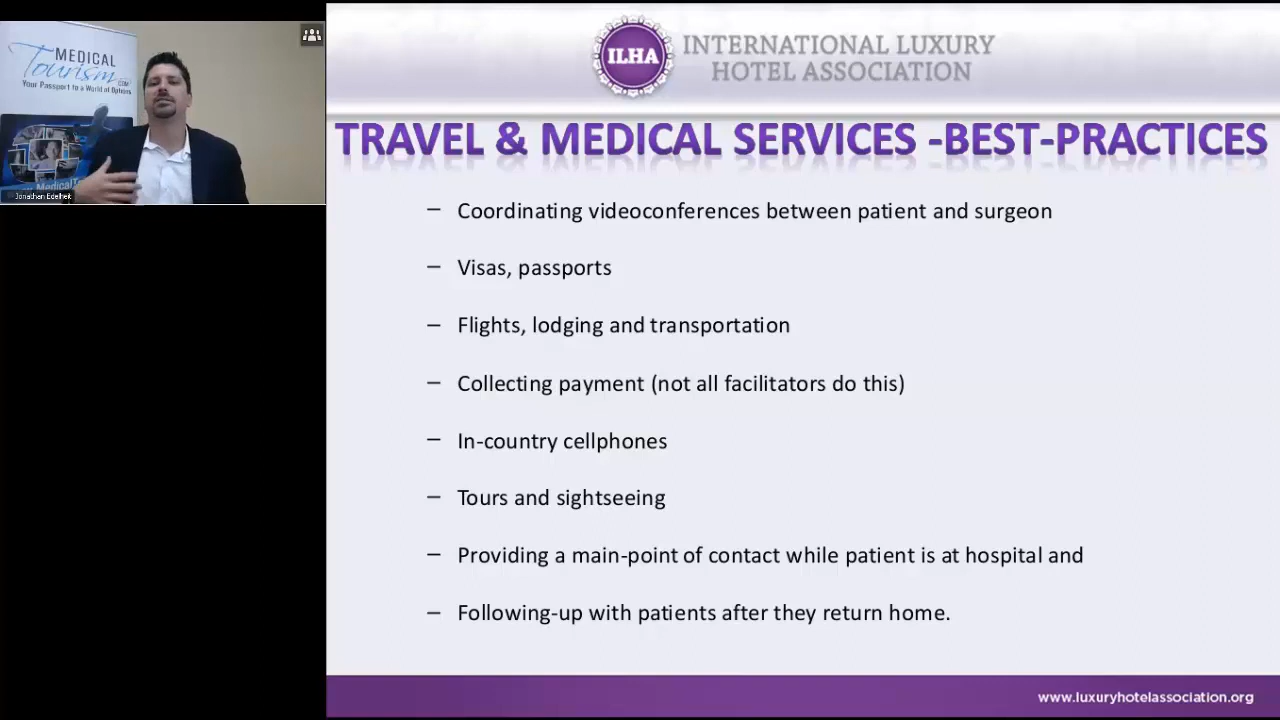 MEDICAL
Tourism
.COM
Your Passport to a World of Options
Jonathan Edelheit
ILHA
INTERNATIONAL LUXURY
HOTEL ASSOCIATION
TRAVEL & MEDICAL SERVICES -BEST-PRACTICES
– Coordinating videoconferences between patient and surgeon
– Visas, passports
– Flights, lodging and transportation
– Collecting payment (not all facilitators do this)
– In-country cellphones
– Tours and sightseeing
– Providing a main-point of contact while patient is at hospital and
– Following-up with patients after they return home.
www.luxuryhotelassociation.org